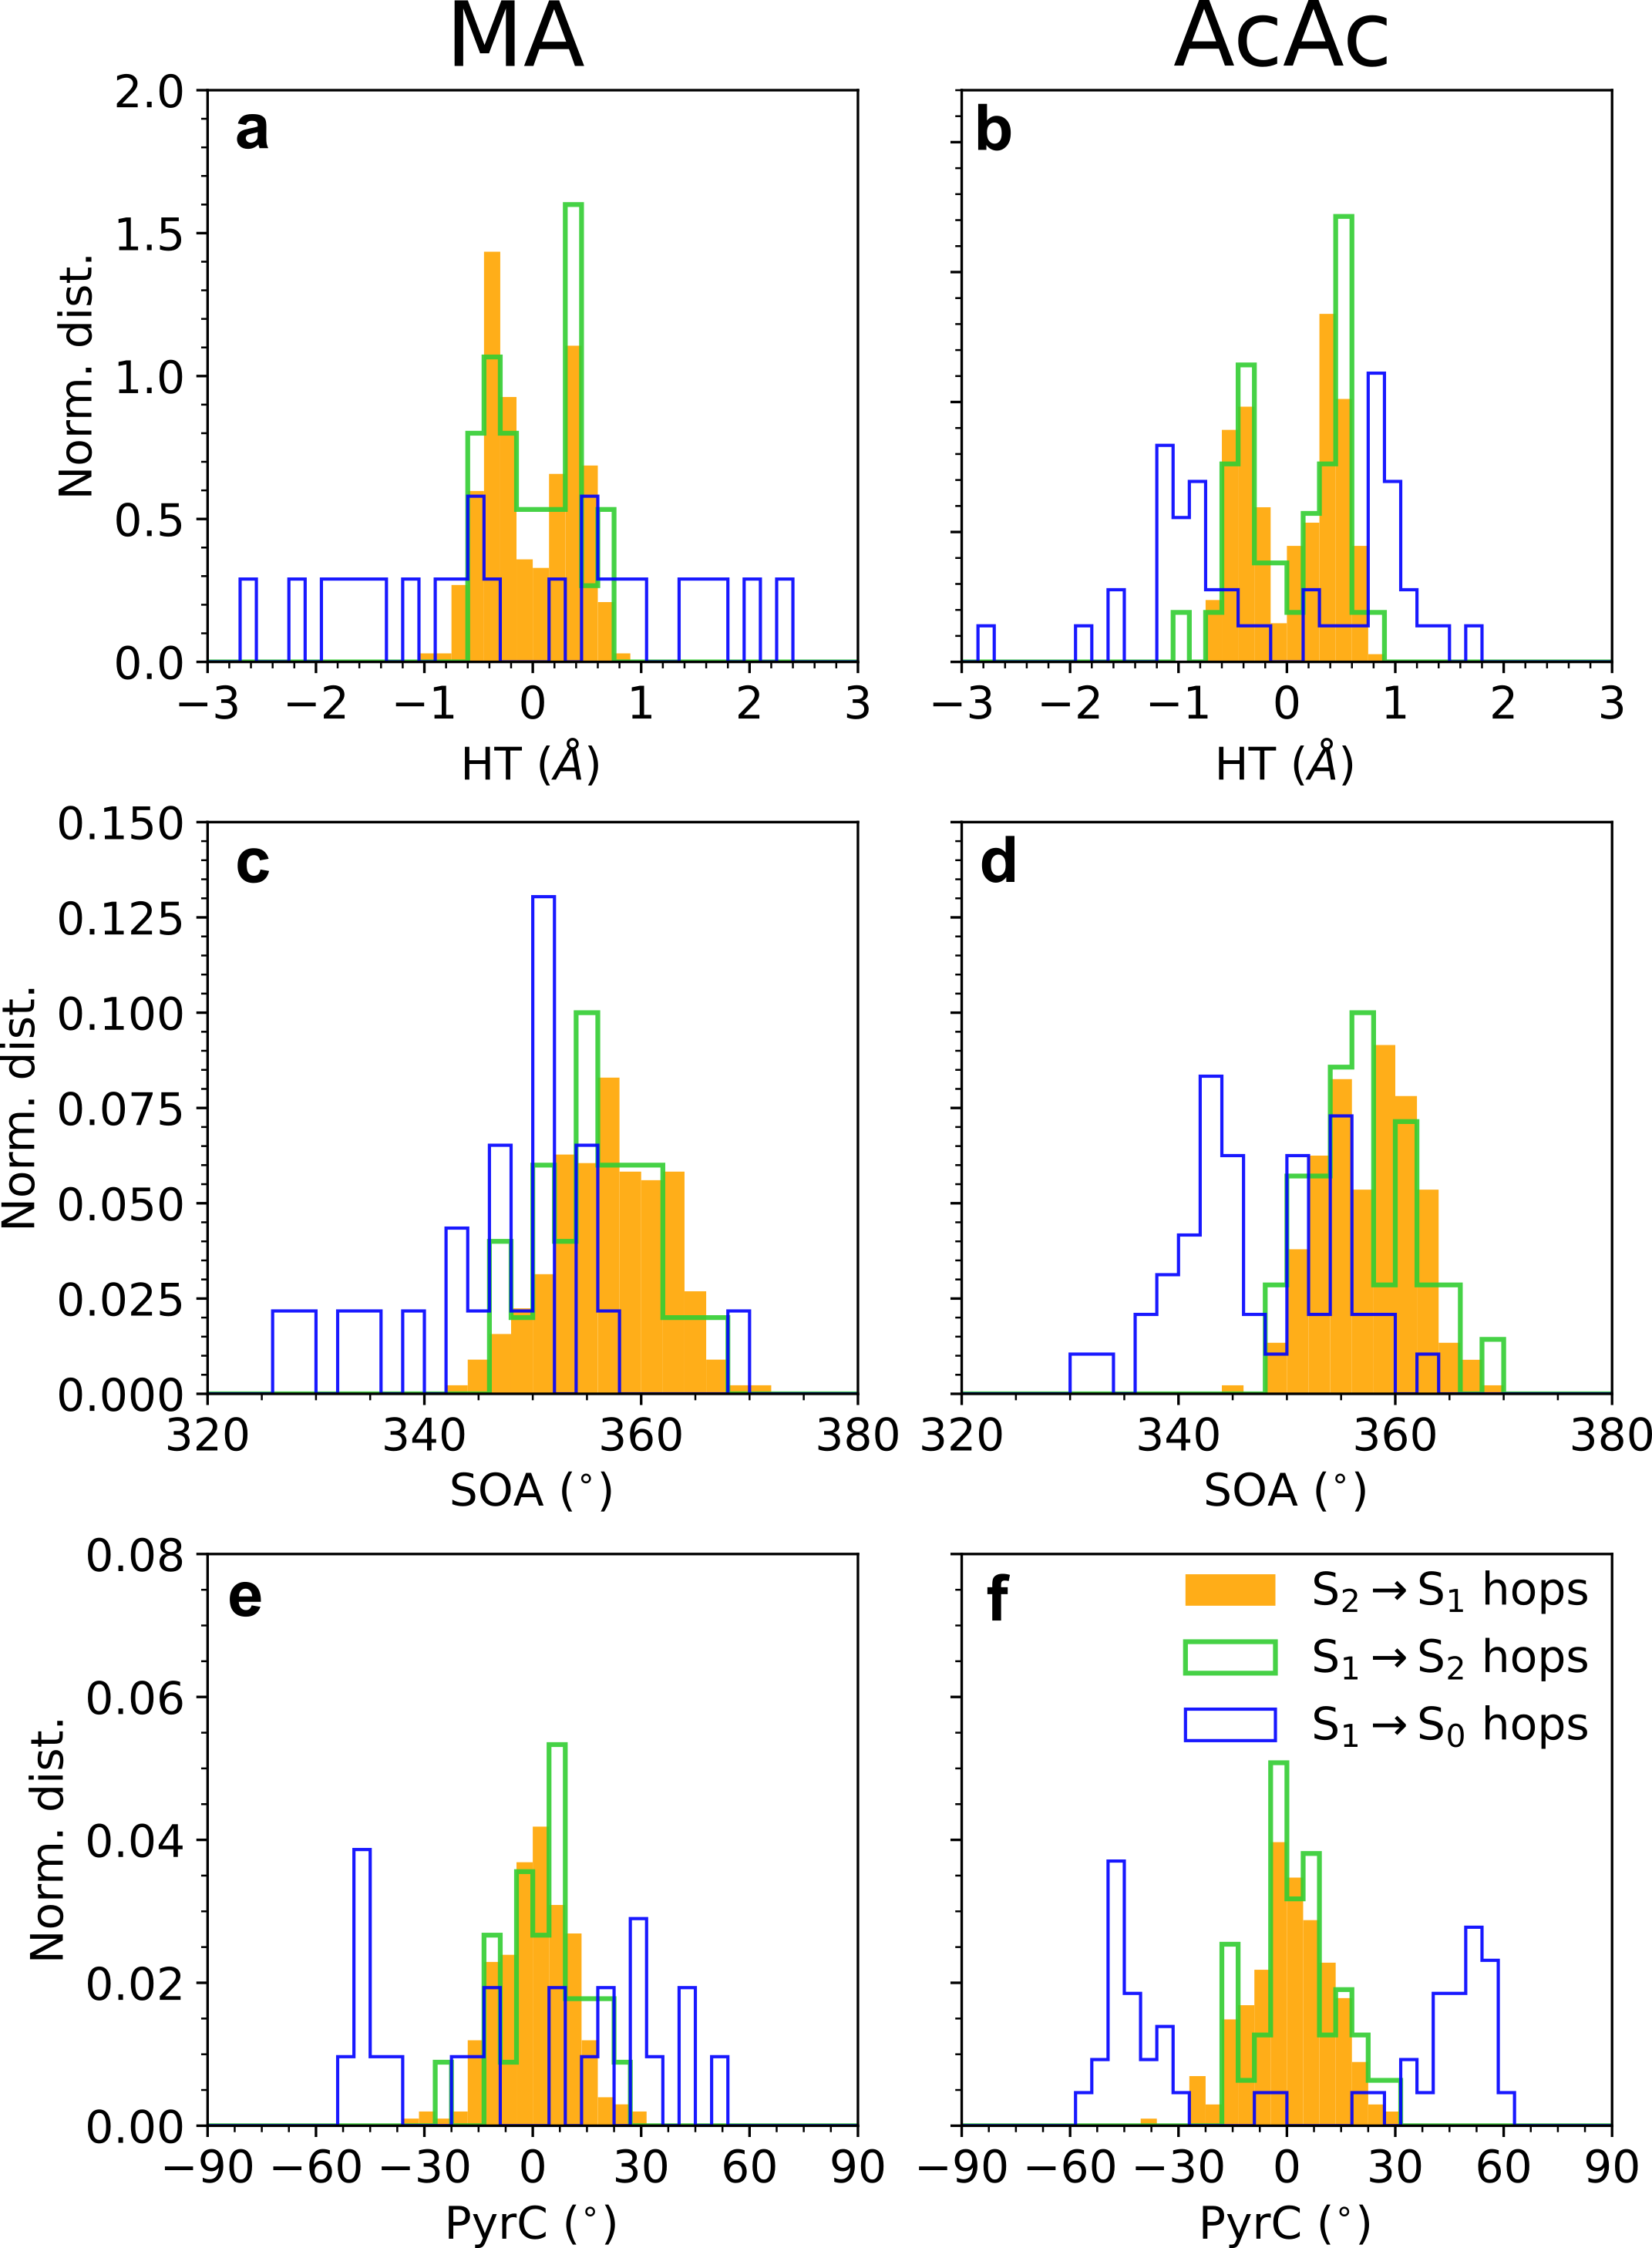 MA
AcAc
a
b
2.0
1.5
1.0
0.5
0.0
Norm. dist.
−3 −2 −1 0 1 2 3
−3 −2 −1 0 1 2 3
HT (Å)
HT (Å)
c
d
0.150
0.125
0.100
0.075
0.050
0.025
0.000
Norm. dist.
320 340 360 380
320 340 360 380
SOA (°)
SOA (°)
e
f
0.08
0.06
0.04
0.02
0.00
Norm. dist.
S₂→S₁ hops
S₁→S₂ hops
S₁→S₀ hops
−90 −60 −30 0 30 60 90
−90 −60 −30 0 30 60 90
PyrC (°)
PyrC (°)